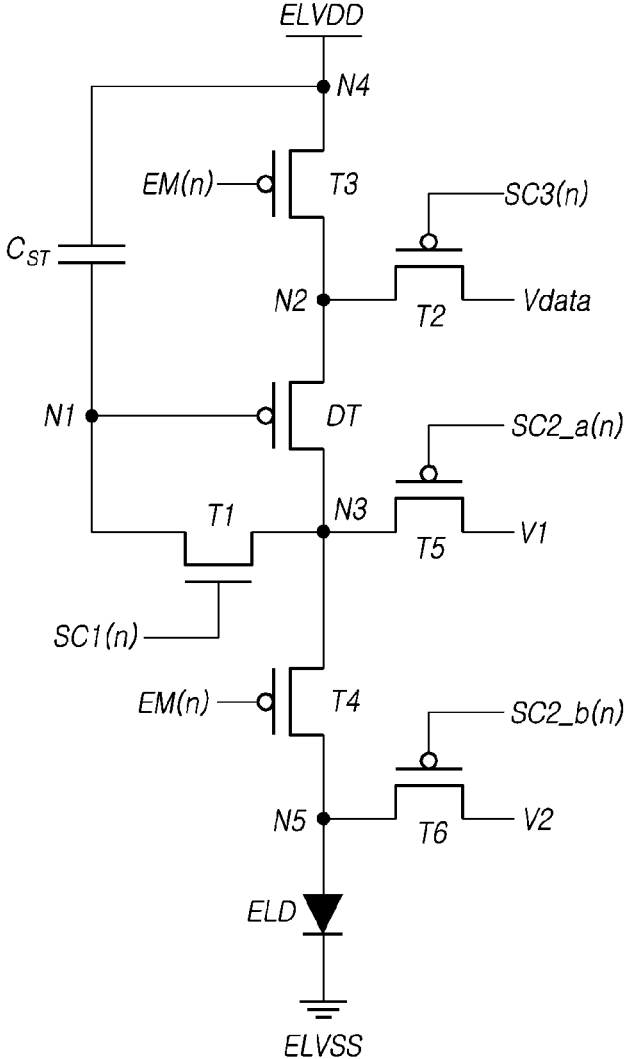 ELVDD
N4
EM(n)
T3
SC3(n)
CST
N2
T2
Vdata
N1
DT
SC2_a(n)
T1
N3
T5
V1
SC1(n)
EM(n)
T4
SC2_b(n)
N5
T6
V2
ELD
ELVSS